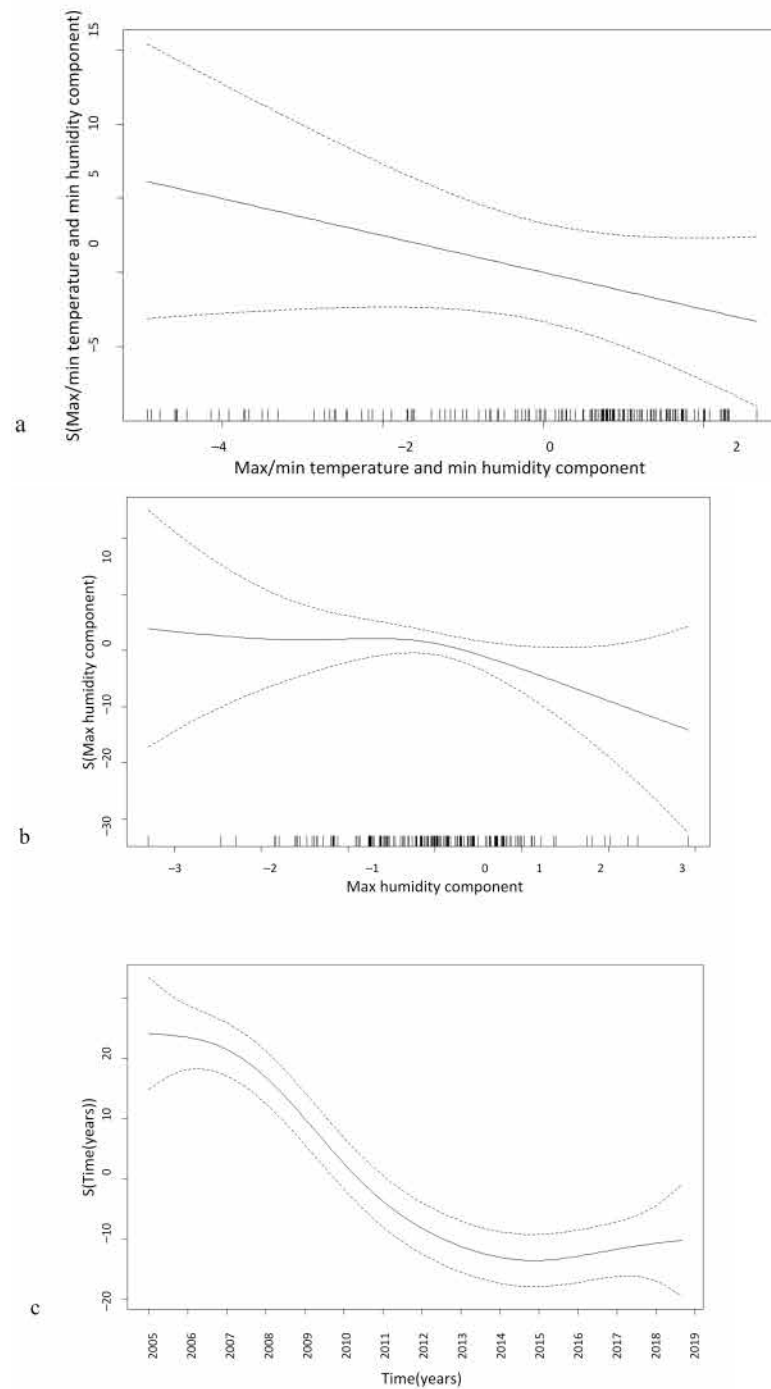 S(Max/min temperature and min humidity component)
15
10
5
0
−5
a
−4 −2 0 2
Max/min temperature and min humidity component
S(Max humidity component)
10
0
−10
−20
−30
b
−3 −2 −1 0 1 2 3
Max humidity component
S(Time(years))
20
10
0
−10
−20
c
2005 2006 2007 2008 2009 2010 2011 2012 2013 2014 2015 2016 2017 2018 2019
Time(years)